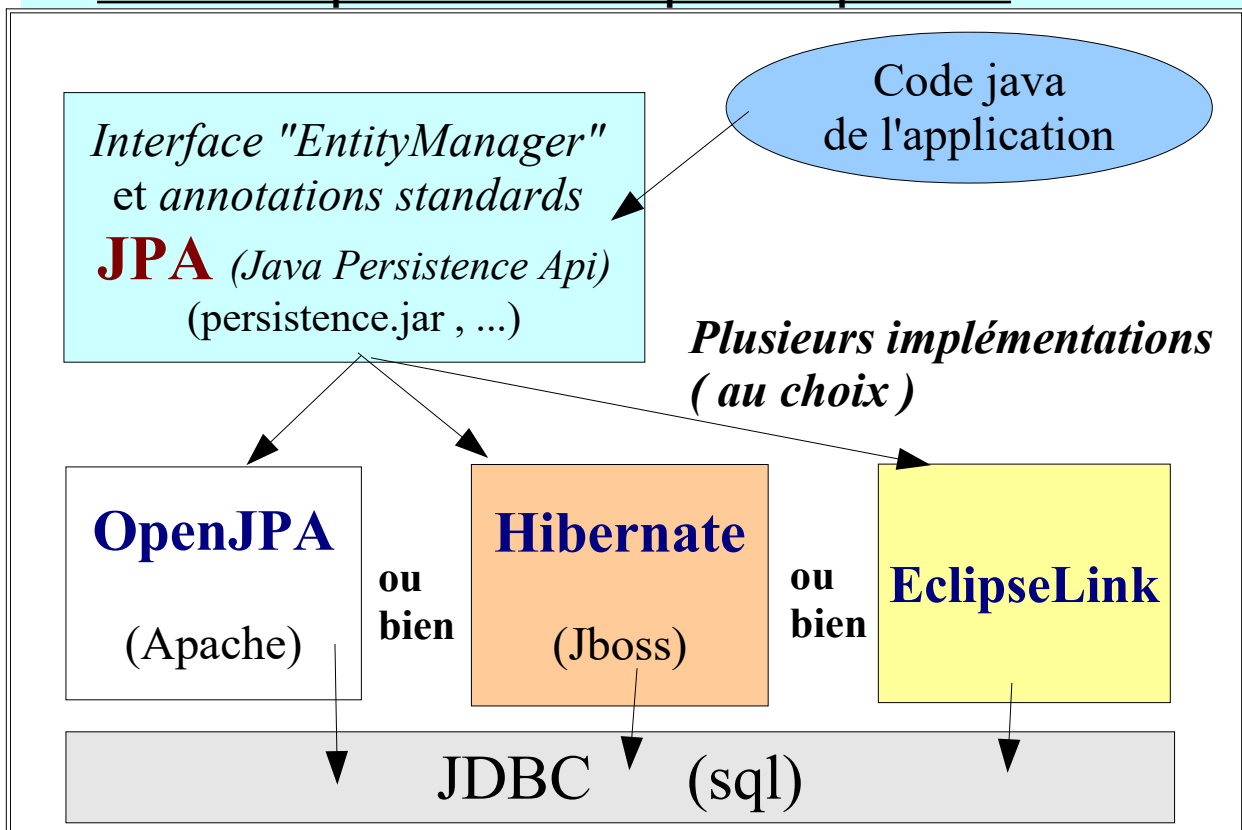 Code java
de l'application
Interface "EntityManager"
et annotations standards
JPA (Java Persistence Api)
(persistence.jar , ...)
Plusieurs implémentations
( au choix )
OpenJPA
(Apache)
ou
bien
Hibernate
(Jboss)
ou
bien
EclipseLink
JDBC (sql)